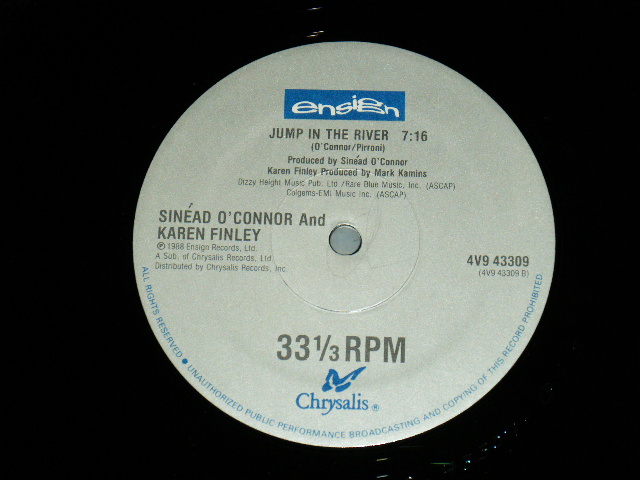 ensign
JUMP IN THE RIVER 7:16
(O'Connor/Pirroni)
Produced by Sinéad O'Connor
Karen Finley Produced by Mark Kamins
Dizzy Height Music Pub. Ltd./Rare Blue Music, Inc. (ASCAP)
Colgems-EMI Music Inc. (ASCAP)
SINÉAD O'CONNOR And
KAREN FINLEY
℗ 1988 Ensign Records, Ltd.
A Sub. of Chrysalis Records, Ltd.
Distributed by Chrysalis Records, Inc.
4V9 43309
(4V9 43309 B)
33 1/3 RPM
Chrysalis ®
ALL RIGHTS RESERVED ● UNAUTHORIZED PUBLIC PERFORMANCE BROADCASTING AND COPYING OF THIS RECORD PROHIBITED.